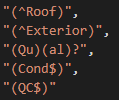 "(^Roof)",
"(^Exterior)",
"(Qu)(al)?",
"(Cond$)",
"(QC$)"